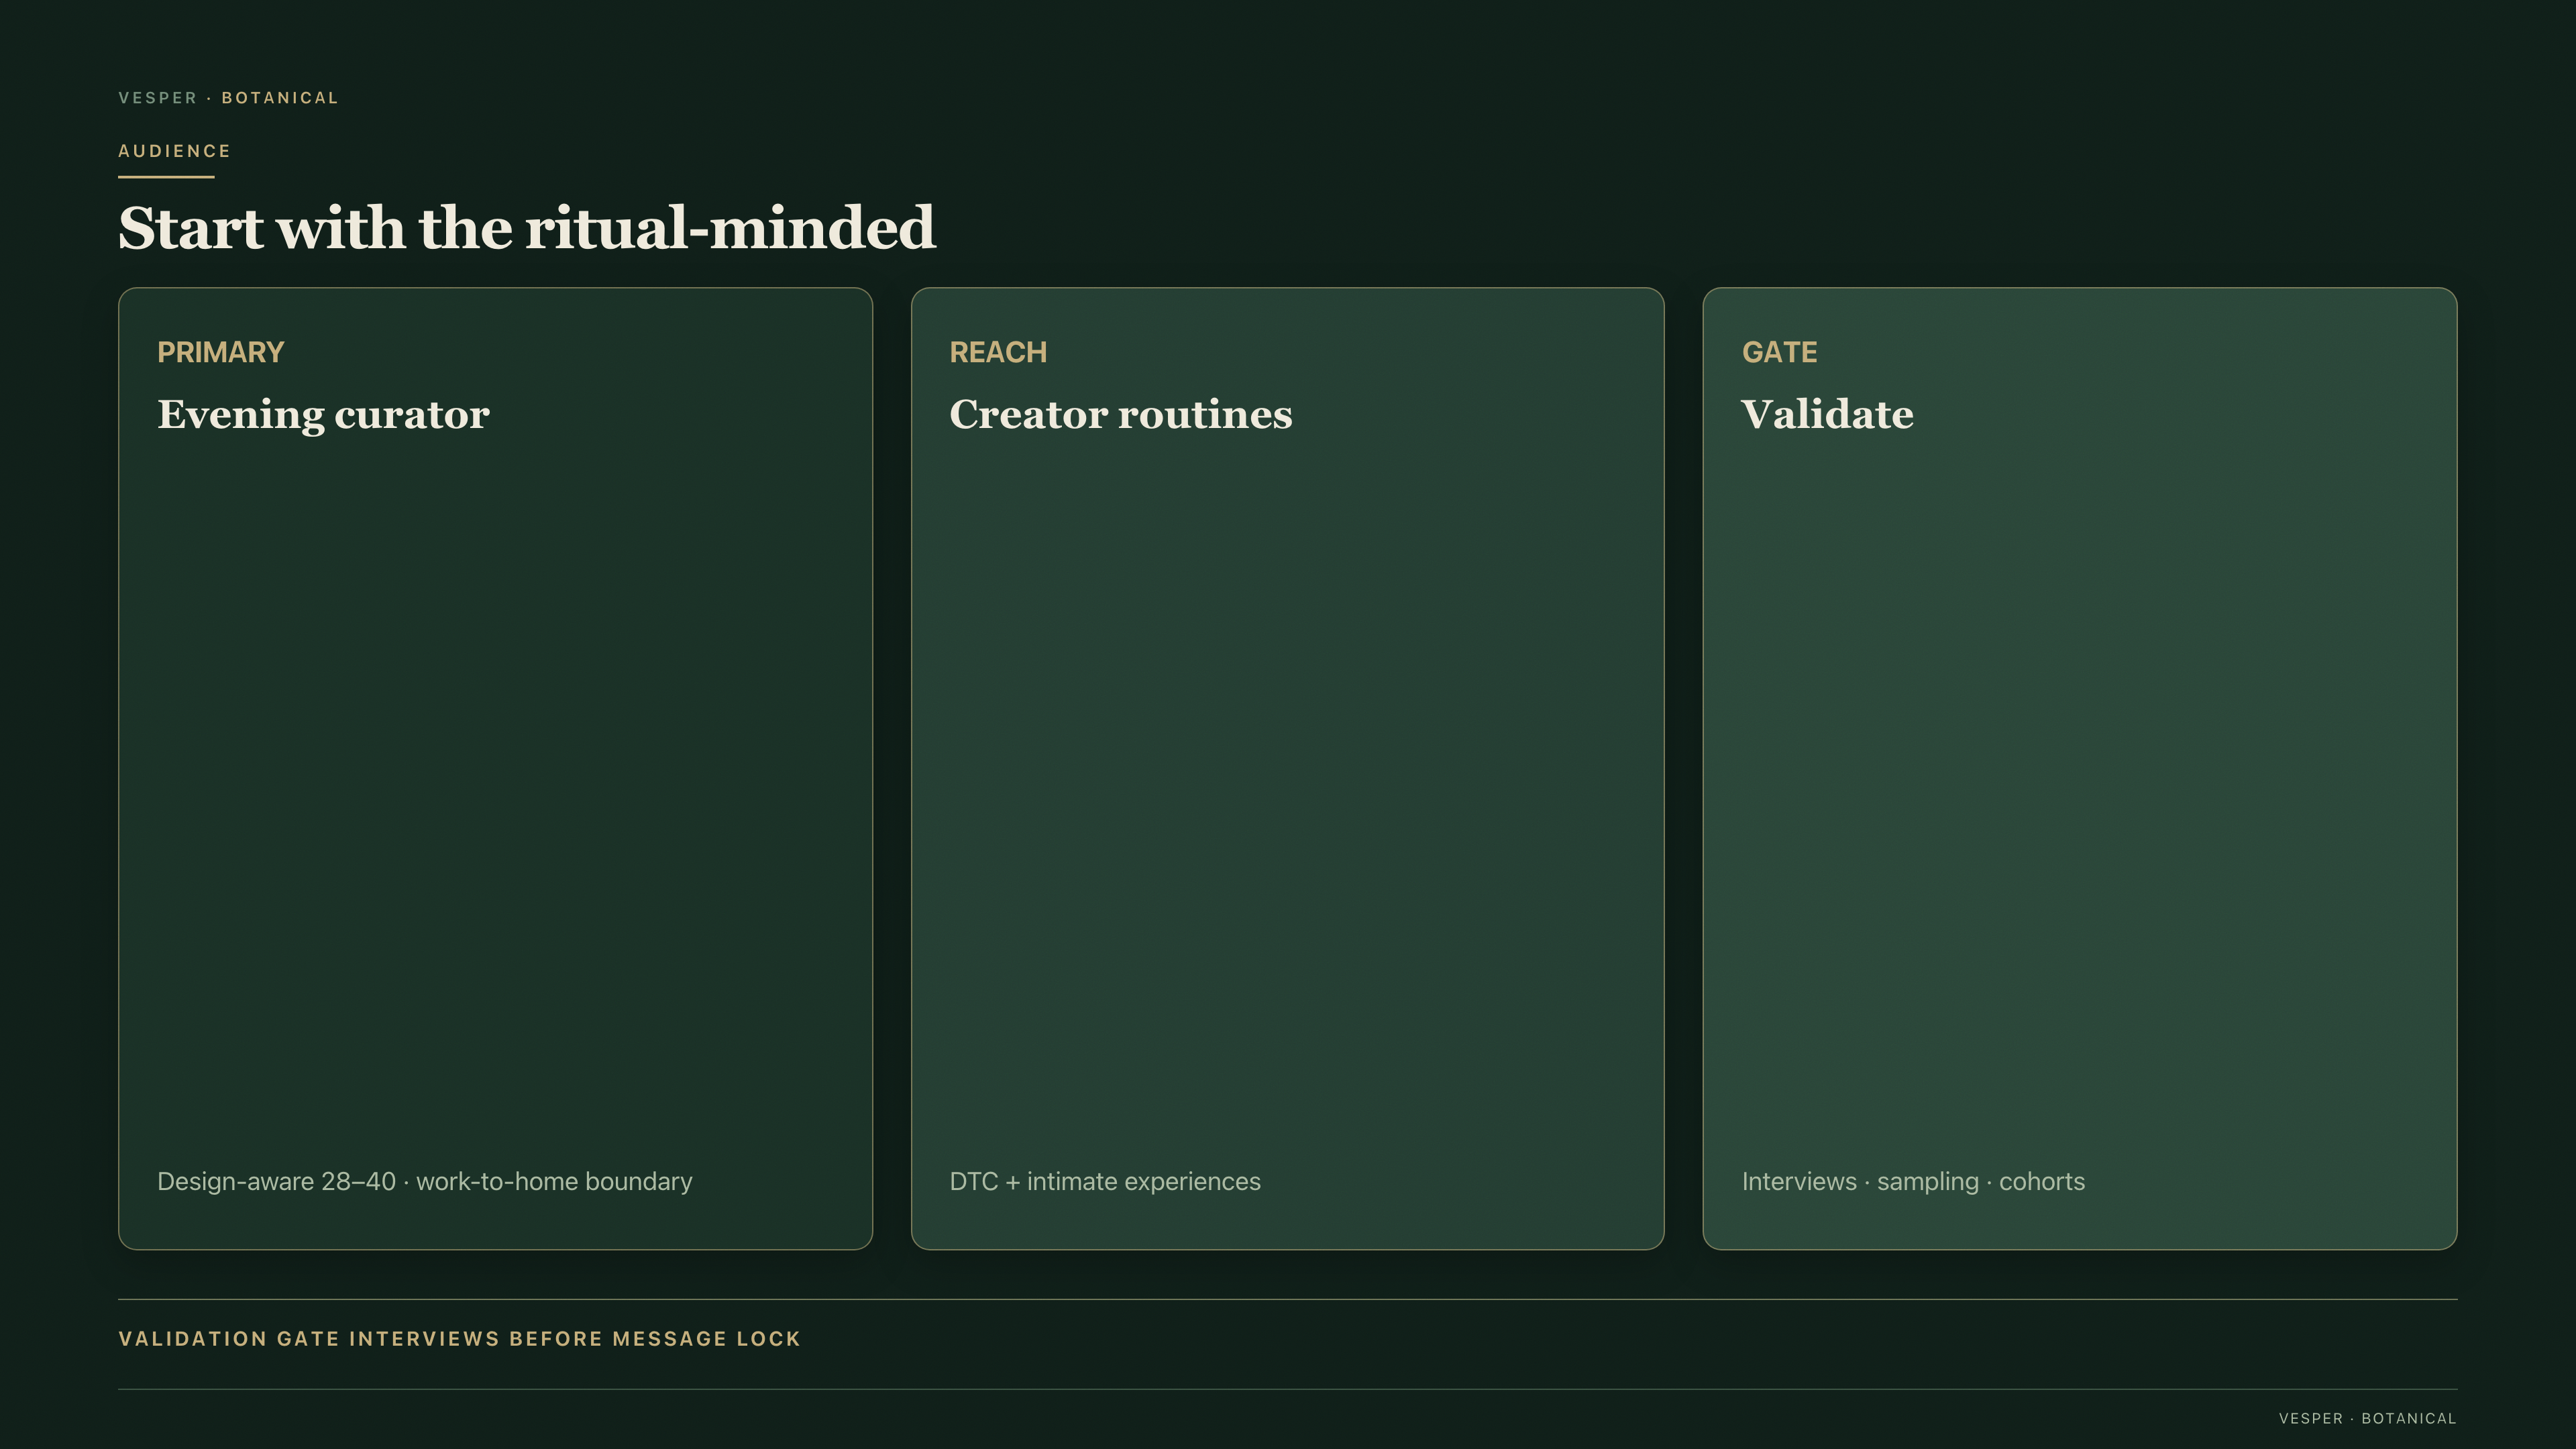 VESPER · BOTANICAL
AUDIENCE
Start with the ritual-minded
PRIMARY
Evening curator
Design-aware 28–40 · work-to-home boundary
REACH
Creator routines
DTC + intimate experiences
GATE
Validate
Interviews · sampling · cohorts
VALIDATION GATE INTERVIEWS BEFORE MESSAGE LOCK
VESPER · BOTANICAL